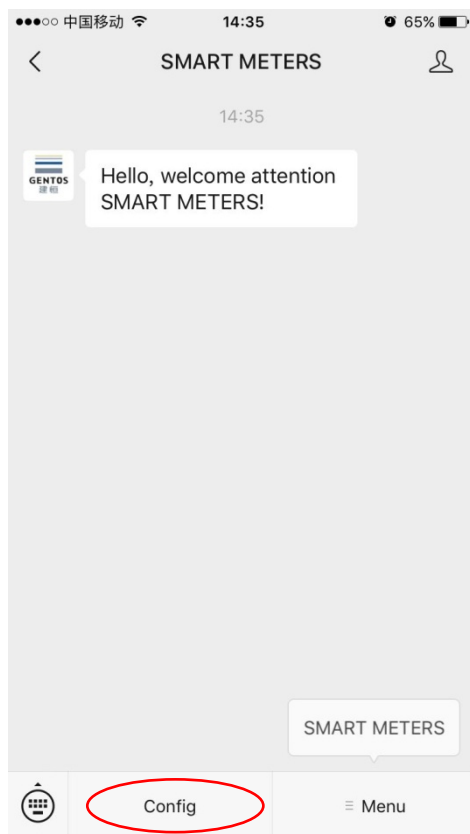 中国移动 14:35 65%
SMART METERS
14:35
GENTOS
建恒
Hello, welcome attention
SMART METERS!
SMART METERS
Config Menu